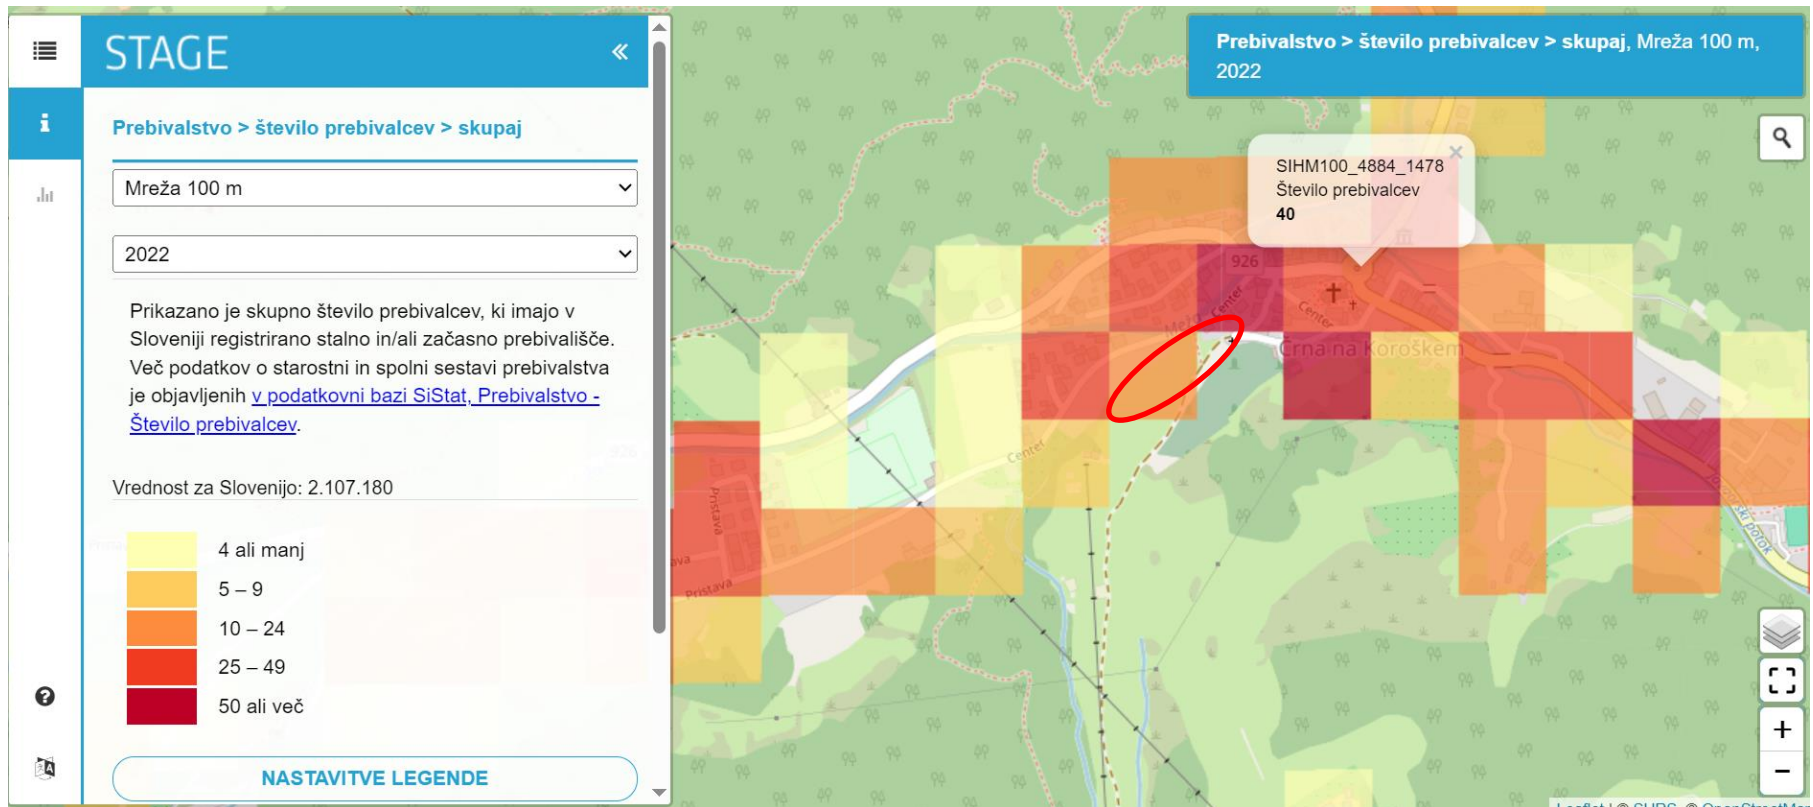 STAGE
«
Prebivalstvo > število prebivalcev > skupaj
Mreža 100 m
2022
Prikazano je skupno število prebivalcev, ki imajo v
Sloveniji registrirano stalno in/ali začasno prebivališče.
Več podatkov o starostni in spolni sestavi prebivalstva
je objavljenih v podatkovni bazi SiStat, Prebivalstvo -
Število prebivalcev.
Vrednost za Slovenijo: 2.107.180
4 ali manj
5 – 9
10 – 24
25 – 49
50 ali več
NASTAVITVE LEGENDE
Prebivalstvo > število prebivalcev > skupaj, Mreža 100 m,
2022
SIHM100_4884_1478
Število prebivalcev
40
×
926
Center
Center
Meža
Črna na Koroškem
Center
Pristava
Pristava
+
−
Leaflet | © SURS, © OpenStreetMap